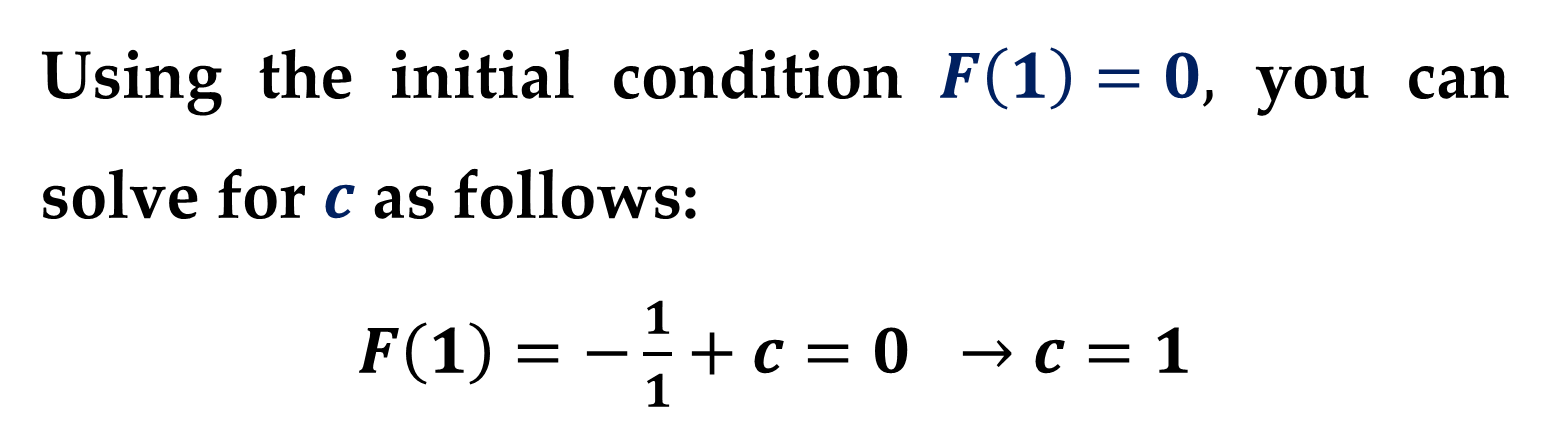 Using the initial condition F(1) = 0, you can
solve for c as follows:
F(1) = −1/1 + c = 0 → c = 1